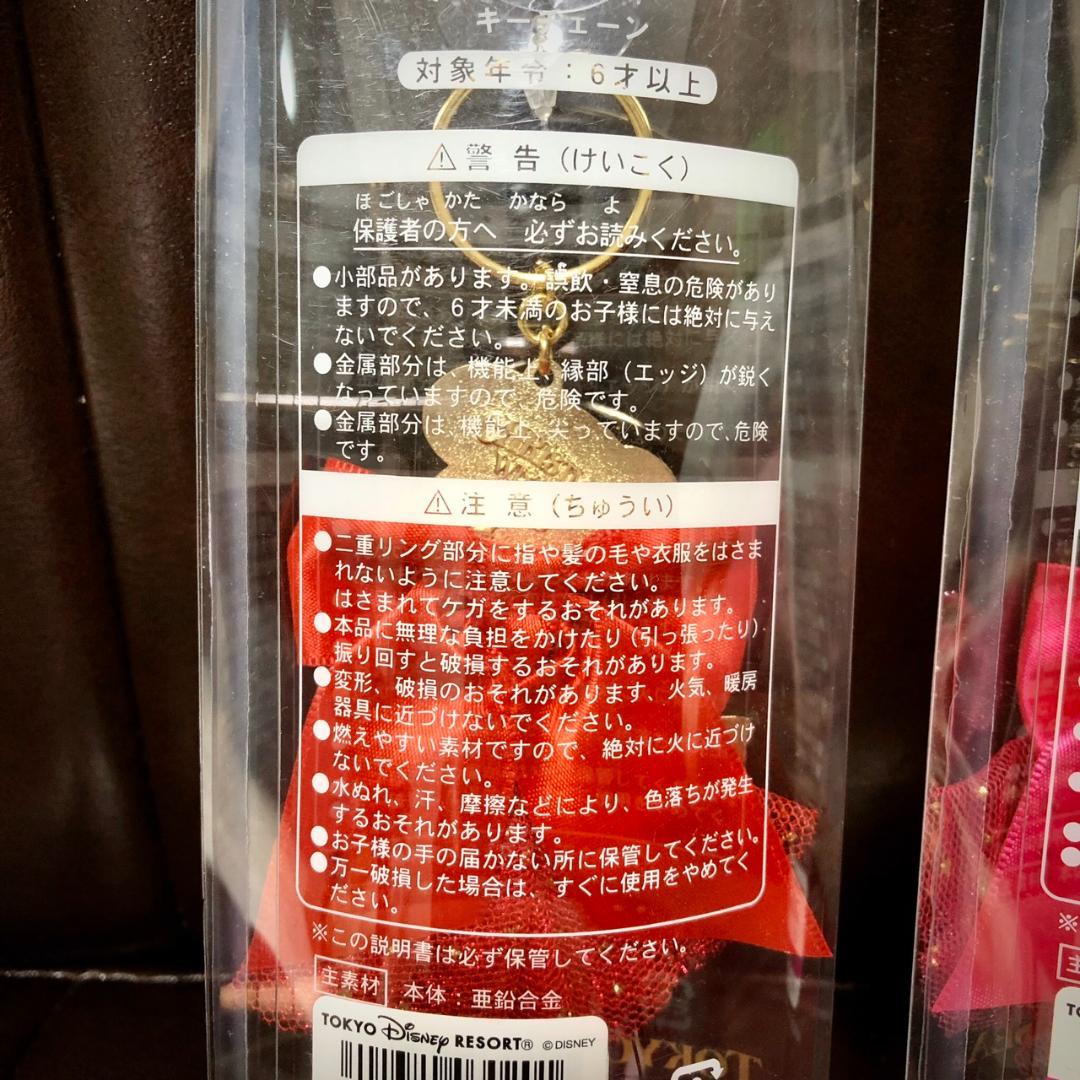 キーチェーン
対象年令：6才以上
⚠警 告（けいこく）
ほごしゃ かた かなら よ
保護者の方へ 必ずお読みください。
●小部品があります。誤飲・窒息の危険があり
ますので、6才未満のお子様には絶対に与え
ないでください。
●金属部分は、機能上、縁部（エッジ）が鋭く
なっていますので、危険です。
●金属部分は、機能上、尖っていますので、危険
です。
⚠注 意（ちゅうい）
●二重リング部分に指や髪の毛や衣服をはさま
れないように注意してください。
はさまれてケガをするおそれがあります。
●本品に無理な負担をかけたり（引っ張ったり）、
振り回すと破損するおそれがあります。
●変形、破損のおそれがあります、火気、暖房
器具に近づけないでください。
●燃えやすい素材ですので、絶対に火に近づけ
ないでください。
●水ぬれ、汗、摩擦などにより、色落ちが発生
するおそれがあります。
●お子様の手の届かない所に保管してください。
●万一破損した場合は、すぐに使用をやめてく
ださい。
※この説明書は必ず保管してください。
主素材 本体：亜鉛合金
TOKYO Disney RESORT® ©DISNEY